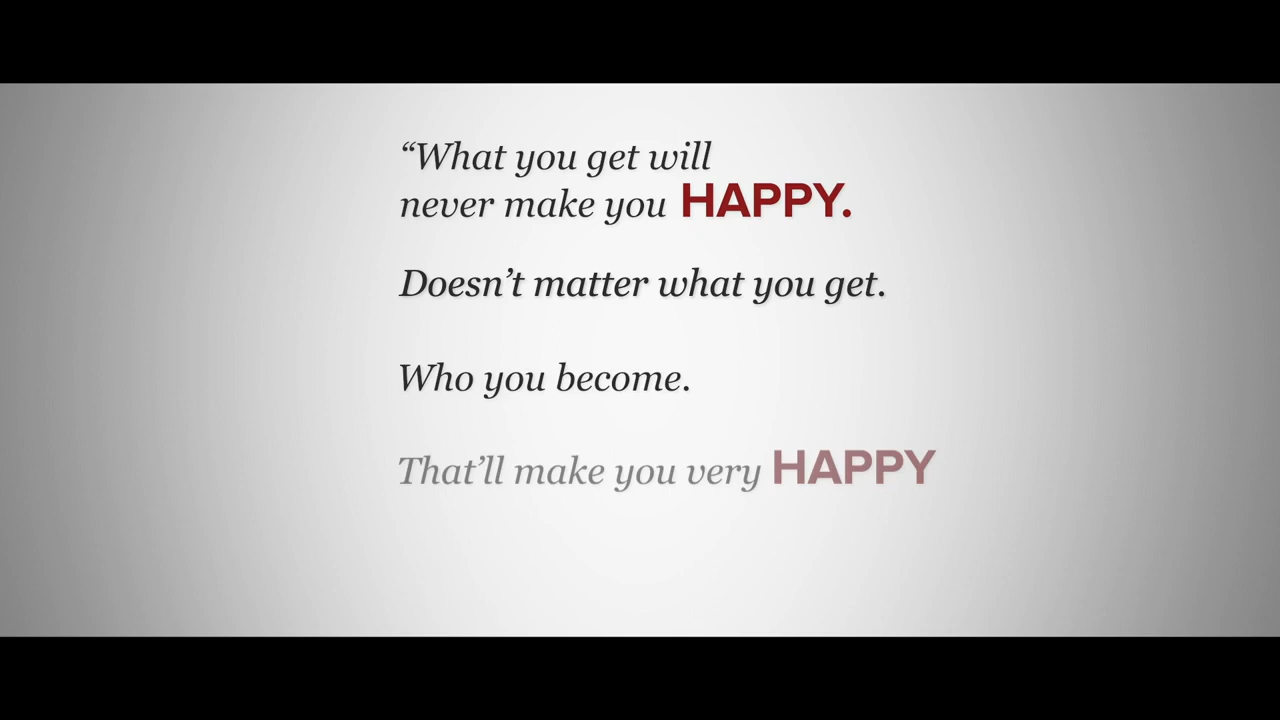 “What you get will
never make you HAPPY.
Doesn’t matter what you get.
Who you become.
That’ll make you very HAPPY